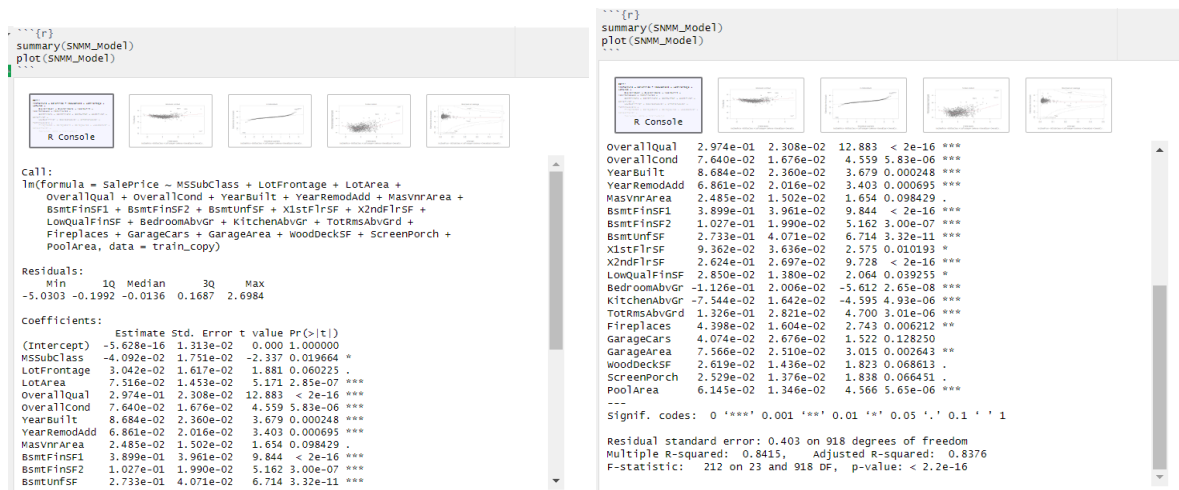 ```{r}
summary(SNMM_Model)
plot(SNMM_Model)
```
R Console
Call:
lm(formula = SalePrice ~ MSSubClass + LotFrontage + LotArea +
    OverallQual + OverallCond + YearBuilt + YearRemodAdd + MasVnrArea +
    BsmtFinSF1 + BsmtFinSF2 + BsmtUnfSF + X1stFlrSF + X2ndFlrSF +
    LowQualFinSF + BedroomAbvGr + KitchenAbvGr + TotRmsAbvGrd +
    Fireplaces + GarageCars + GarageArea + WoodDeckSF + ScreenPorch +
    PoolArea, data = train_copy)
Residuals:
    Min      1Q  Median      3Q     Max
-5.0303 -0.1992 -0.0136  0.1687  2.6984
Coefficients:
               Estimate Std. Error t value Pr(>|t|)
(Intercept)  -5.628e-16  1.313e-02   0.000 1.000000
MSSubClass   -4.092e-02  1.751e-02  -2.337 0.019664 *
LotFrontage   3.042e-02  1.617e-02   1.881 0.060225 .
LotArea       7.516e-02  1.453e-02   5.171 2.85e-07 ***
OverallQual   2.974e-01  2.308e-02  12.883  < 2e-16 ***
OverallCond   7.640e-02  1.676e-02   4.559 5.83e-06 ***
YearBuilt     8.684e-02  2.360e-02   3.679 0.000248 ***
YearRemodAdd  6.861e-02  2.016e-02   3.403 0.000695 ***
MasVnrArea    2.485e-02  1.502e-02   1.654 0.098429 .
BsmtFinSF1    3.899e-01  3.961e-02   9.844  < 2e-16 ***
BsmtFinSF2    1.027e-01  1.990e-02   5.162 3.00e-07 ***
BsmtUnfSF     2.733e-01  4.071e-02   6.714 3.32e-11 ***
```{r}
summary(SNMM_Model)
plot(SNMM_Model)
```
R Console
OverallQual   2.974e-01  2.308e-02  12.883  < 2e-16 ***
OverallCond   7.640e-02  1.676e-02   4.559 5.83e-06 ***
YearBuilt     8.684e-02  2.360e-02   3.679 0.000248 ***
YearRemodAdd  6.861e-02  2.016e-02   3.403 0.000695 ***
MasVnrArea    2.485e-02  1.502e-02   1.654 0.098429 .
BsmtFinSF1    3.899e-01  3.961e-02   9.844  < 2e-16 ***
BsmtFinSF2    1.027e-01  1.990e-02   5.162 3.00e-07 ***
BsmtUnfSF     2.733e-01  4.071e-02   6.714 3.32e-11 ***
X1stFlrSF     9.362e-02  3.636e-02   2.575 0.010193 *
X2ndFlrSF     2.624e-01  2.697e-02   9.728  < 2e-16 ***
LowQualFinSF  2.850e-02  1.380e-02   2.064 0.039255 *
BedroomAbvGr -1.126e-01  2.006e-02  -5.612 2.65e-08 ***
KitchenAbvGr -7.544e-02  1.642e-02  -4.595 4.93e-06 ***
TotRmsAbvGrd  1.326e-01  2.821e-02   4.700 3.01e-06 ***
Fireplaces    4.398e-02  1.604e-02   2.743 0.006212 **
GarageCars    4.074e-02  2.676e-02   1.522 0.128250
GarageArea    7.566e-02  2.510e-02   3.015 0.002643 **
WoodDeckSF    2.619e-02  1.436e-02   1.823 0.068613 .
ScreenPorch   2.529e-02  1.376e-02   1.838 0.066451 .
PoolArea      6.145e-02  1.346e-02   4.566 5.65e-06 ***
---
Signif. codes:  0 ‘***’ 0.001 ‘**’ 0.01 ‘*’ 0.05 ‘.’ 0.1 ‘ ’ 1
Residual standard error: 0.403 on 918 degrees of freedom
Multiple R-squared:  0.8415,	Adjusted R-squared:  0.8376
F-statistic:   212 on 23 and 918 DF,  p-value: < 2.2e-16